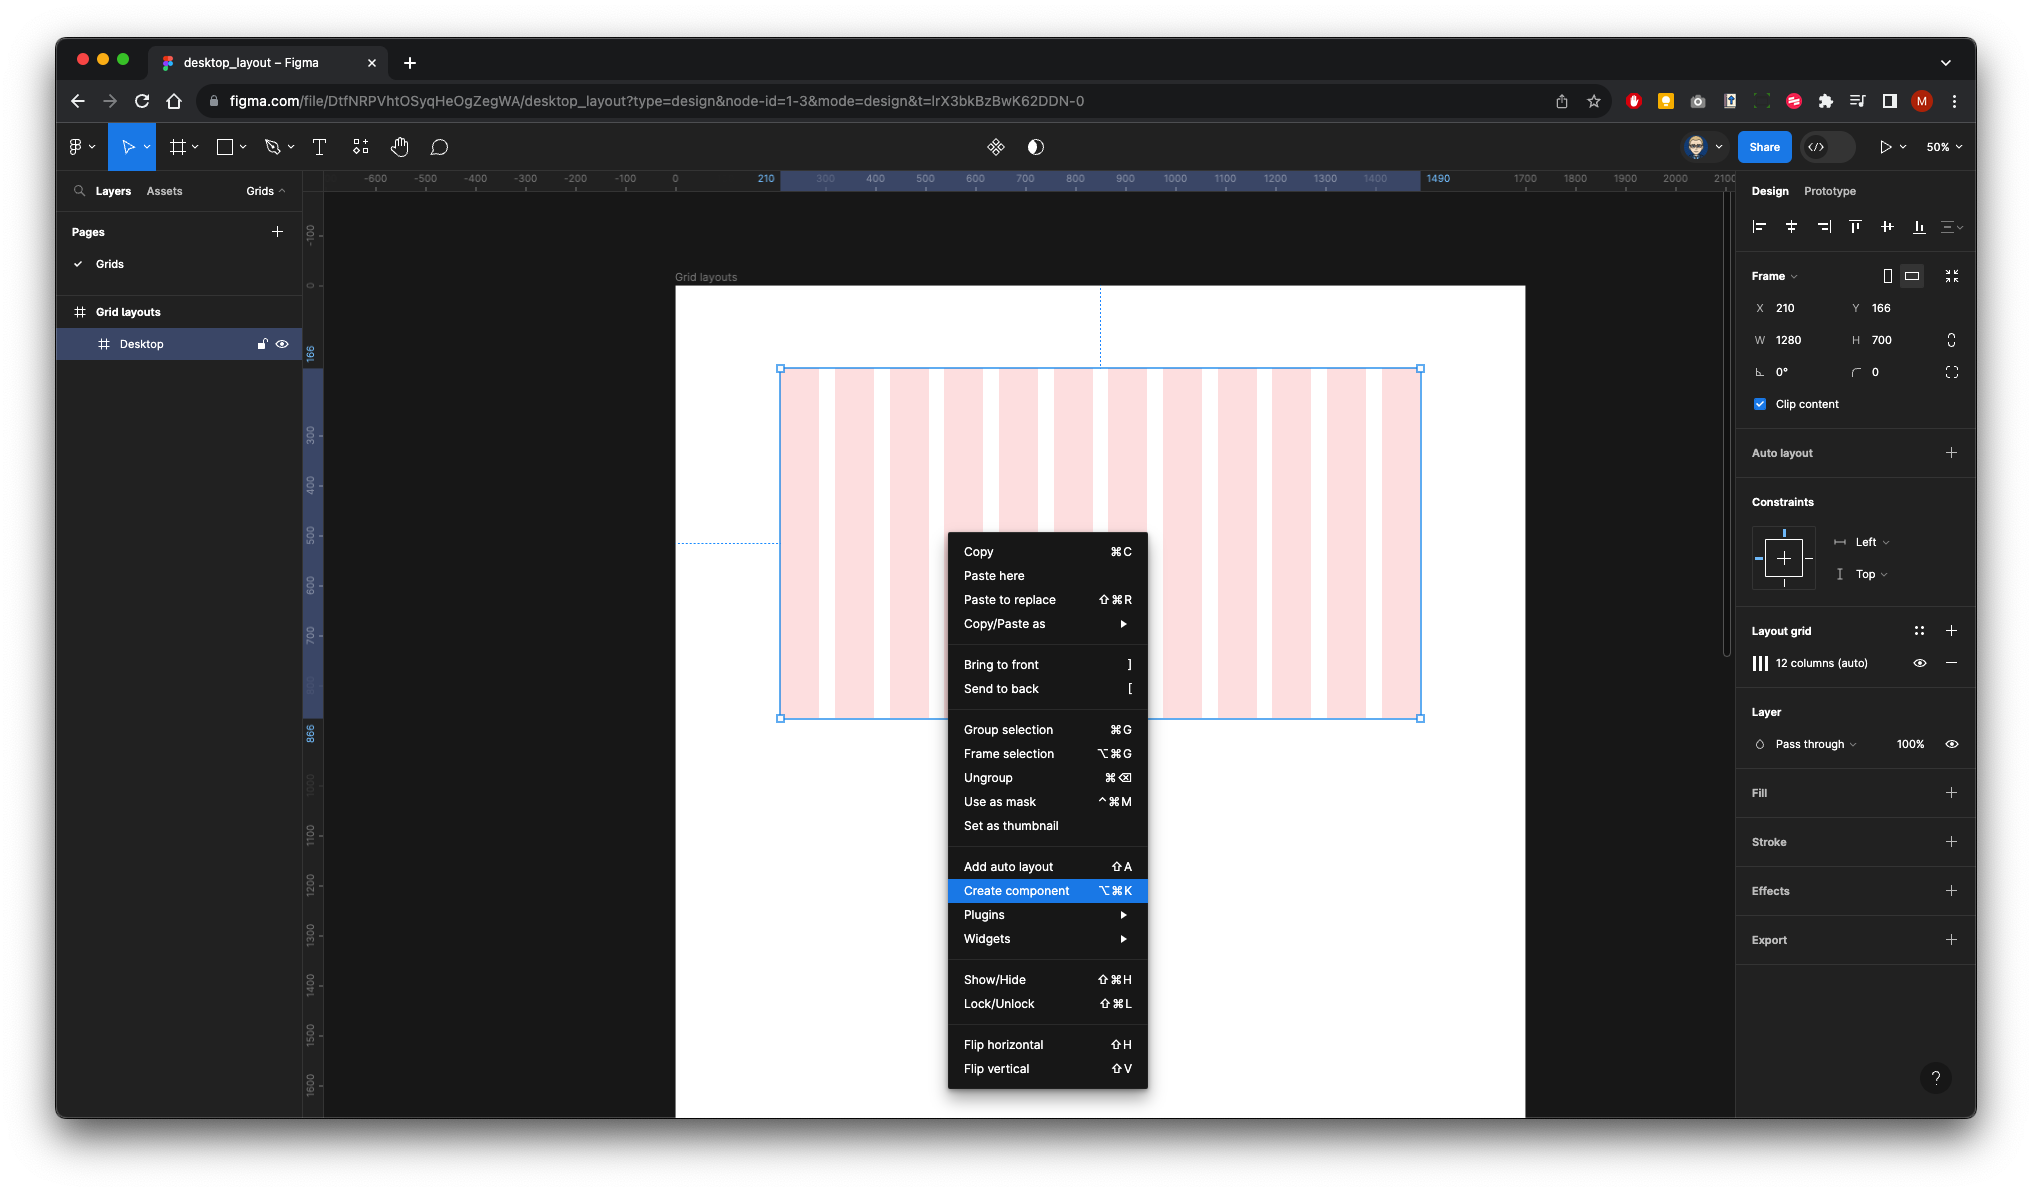 desktop_layout – Figma
figma.com/file/DtfNRPVhtOSyqHeOgZegWA/desktop_layout?type=design&node-id=1-3&mode=design&t=lrX3bkBzBwK62DDN-0
M
T
Share
50%
Layers
Assets
Grids
-600 -500 -400 -300 -200 -100 0 210 300 400 500 600 700 800 900 1000 1100 1200 1300 1400 1490 1700 1800 1900 2000 2100
Design
Prototype
Pages
Grids
Grid layouts
Desktop
-100
0
166
300
400
500
600
700
800
866
1000
1100
1200
1300
1400
1500
1600
Grid layouts
Copy ⌘C
Paste here
Paste to replace ⇧⌘R
Copy/Paste as
Bring to front ]
Send to back [
Group selection ⌘G
Frame selection ⌥⌘G
Ungroup ⌘⌫
Use as mask ^⌘M
Set as thumbnail
Add auto layout ⇧A
Create component ⌥⌘K
Plugins
Widgets
Show/Hide ⇧⌘H
Lock/Unlock ⇧⌘L
Flip horizontal ⇧H
Flip vertical ⇧V
Frame
X 210 Y 166
W 1280 H 700
0° 0
Clip content
Auto layout
Constraints
Left
Top
Layout grid
12 columns (auto)
Layer
Pass through 100%
Fill
Stroke
Effects
Export
?